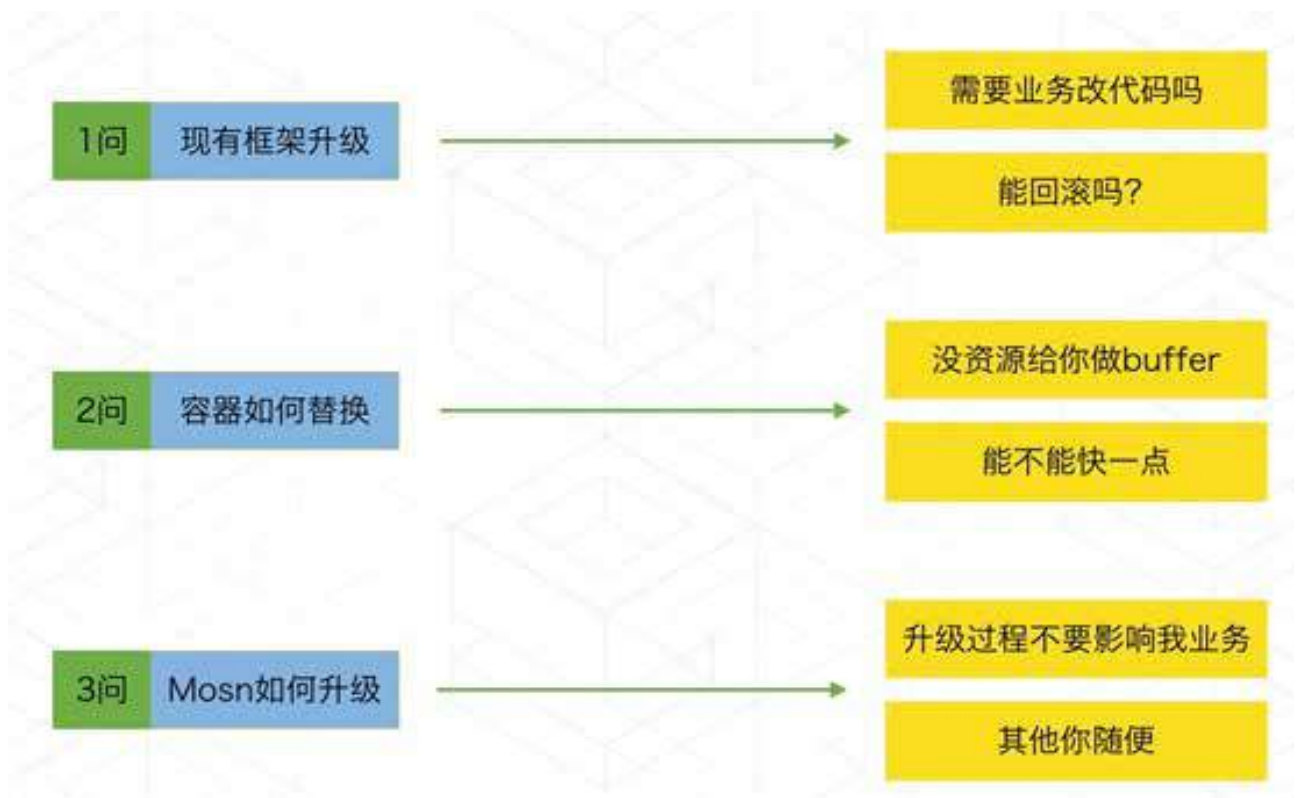 1问 现有框架升级
需要业务改代码吗
能回滚吗?
2问 容器如何替换
没资源给你做buffer
能不能快一点
3问 Mosn如何升级
升级过程不要影响我业务
其他你随便